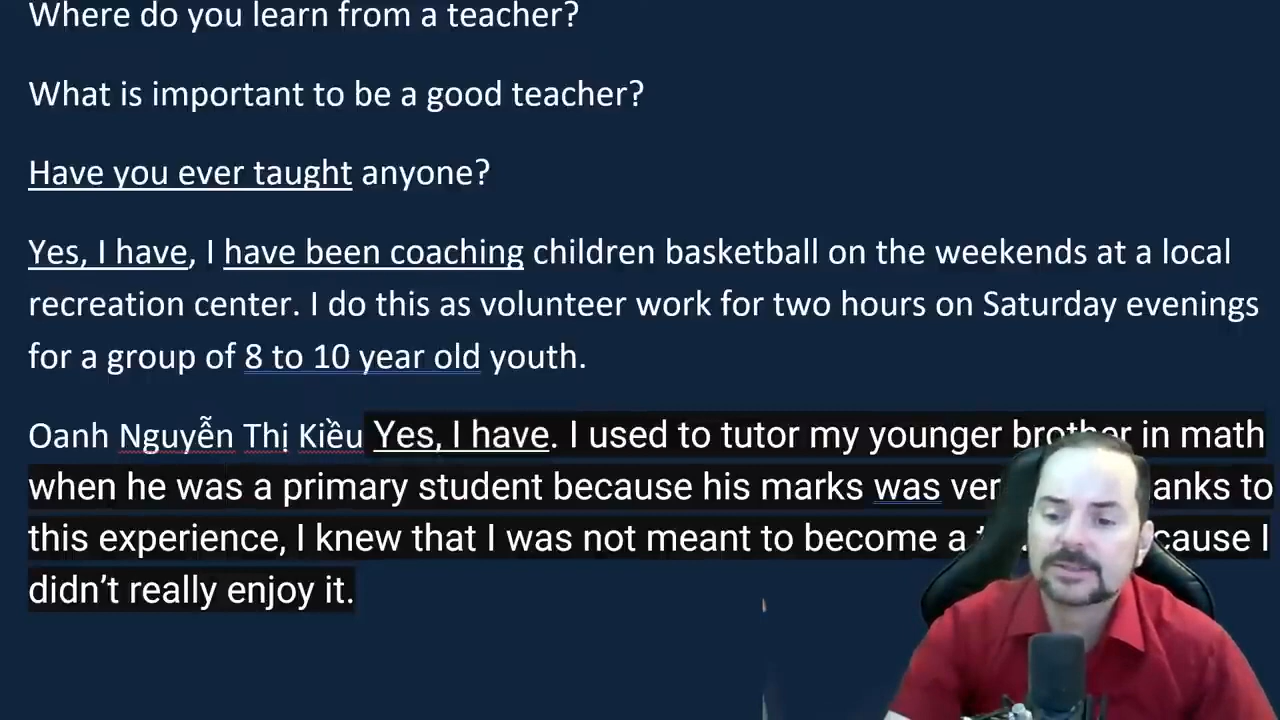 Where do you learn from a teacher?
What is important to be a good teacher?
Have you ever taught anyone?
Yes, I have, I have been coaching children basketball on the weekends at a local
recreation center. I do this as volunteer work for two hours on Saturday evenings
for a group of 8 to 10 year old youth.
Oanh Nguyễn Thị Kiều Yes, I have. I used to tutor my younger brother in math
when he was a primary student because his marks was to
this experience, I knew that I was not meant to become a I
didn’t really enjoy it.